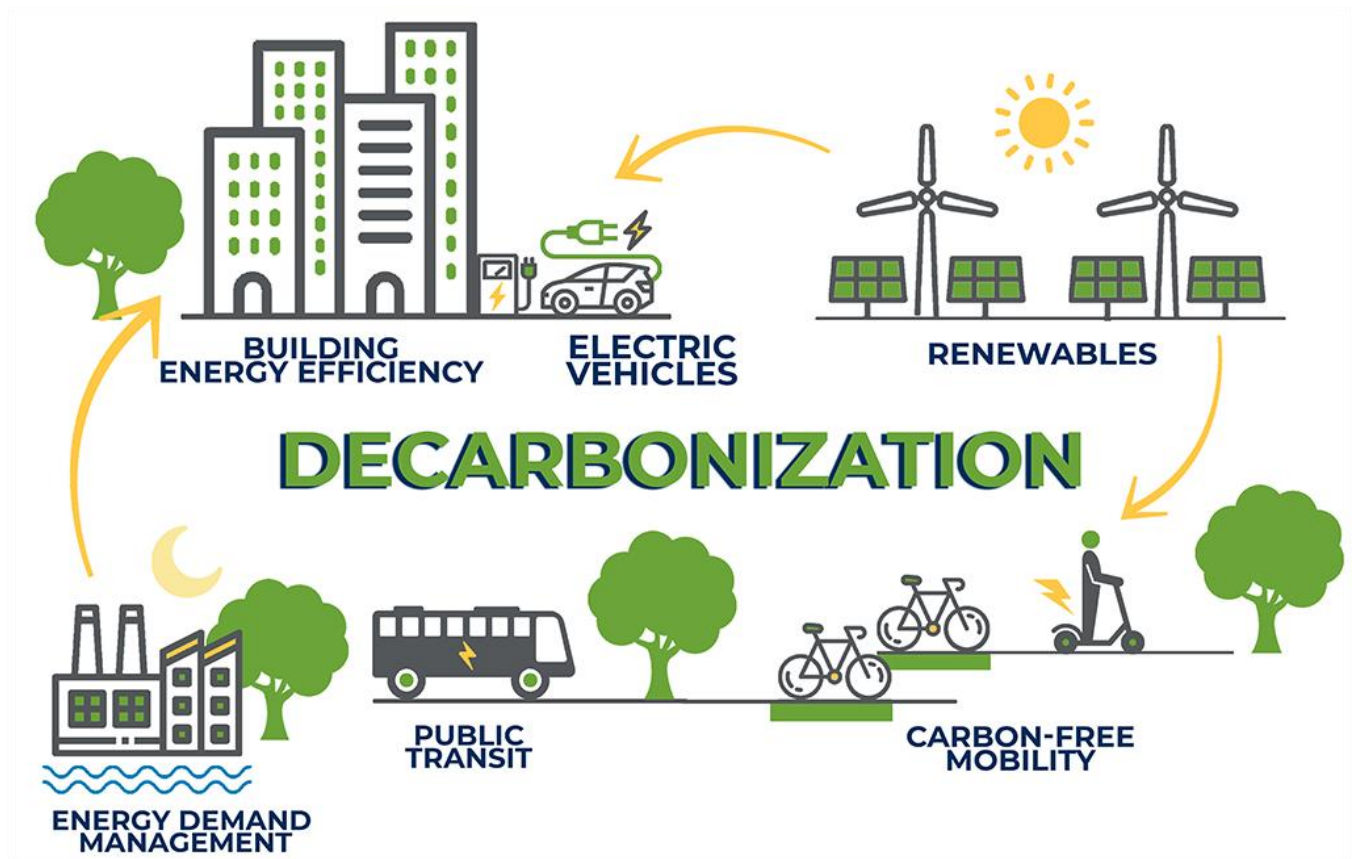 BUILDING
ENERGY EFFICIENCY
ELECTRIC
VEHICLES
RENEWABLES
DECARBONIZATION
PUBLIC
TRANSIT
CARBON-FREE
MOBILITY
ENERGY DEMAND
MANAGEMENT